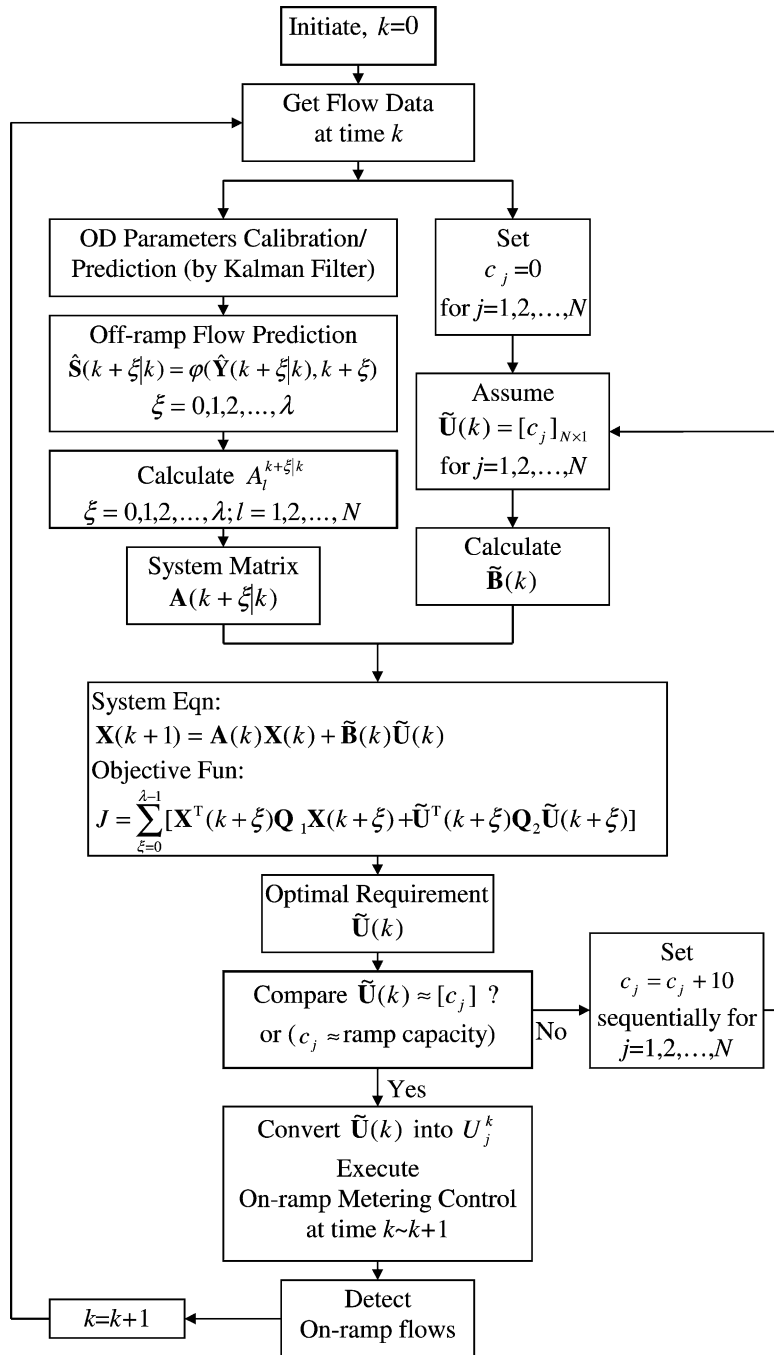 Initiate, k=0
Get Flow Data
at time k
OD Parameters Calibration/
Prediction (by Kalman Filter)
Off-ramp Flow Prediction
Ŝ(k+ξ|k) = φ(Ŷ(k+ξ|k), k+ξ)
ξ = 0,1,2,...,λ
Calculate A_l^{k+ξ|k}
ξ = 0,1,2,...,λ; l = 1,2,..., N
System Matrix
A(k+ξ|k)
Set
c_j=0
for j=1,2,…,N
Assume
Ũ(k) = [c_j]_{N×1}
for j=1,2,…,N
Calculate
B̃(k)
System Eqn:
X(k+1) = A(k)X(k) + B̃(k)Ũ(k)
Objective Fun:
J = ∑_{ξ=0}^{λ−1}[X^T(k+ξ)Q_1X(k+ξ)+Ũ^T(k+ξ)Q_2Ũ(k+ξ)]
Optimal Requirement
Ũ(k)
Compare Ũ(k) ≈ [c_j] ?
or (c_j ≈ ramp capacity)
No
Set
c_j = c_j + 10
sequentially for
j=1,2,…,N
Yes
Convert Ũ(k) into U_j^k
Execute
On-ramp Metering Control
at time k~k+1
Detect
On-ramp flows
k=k+1